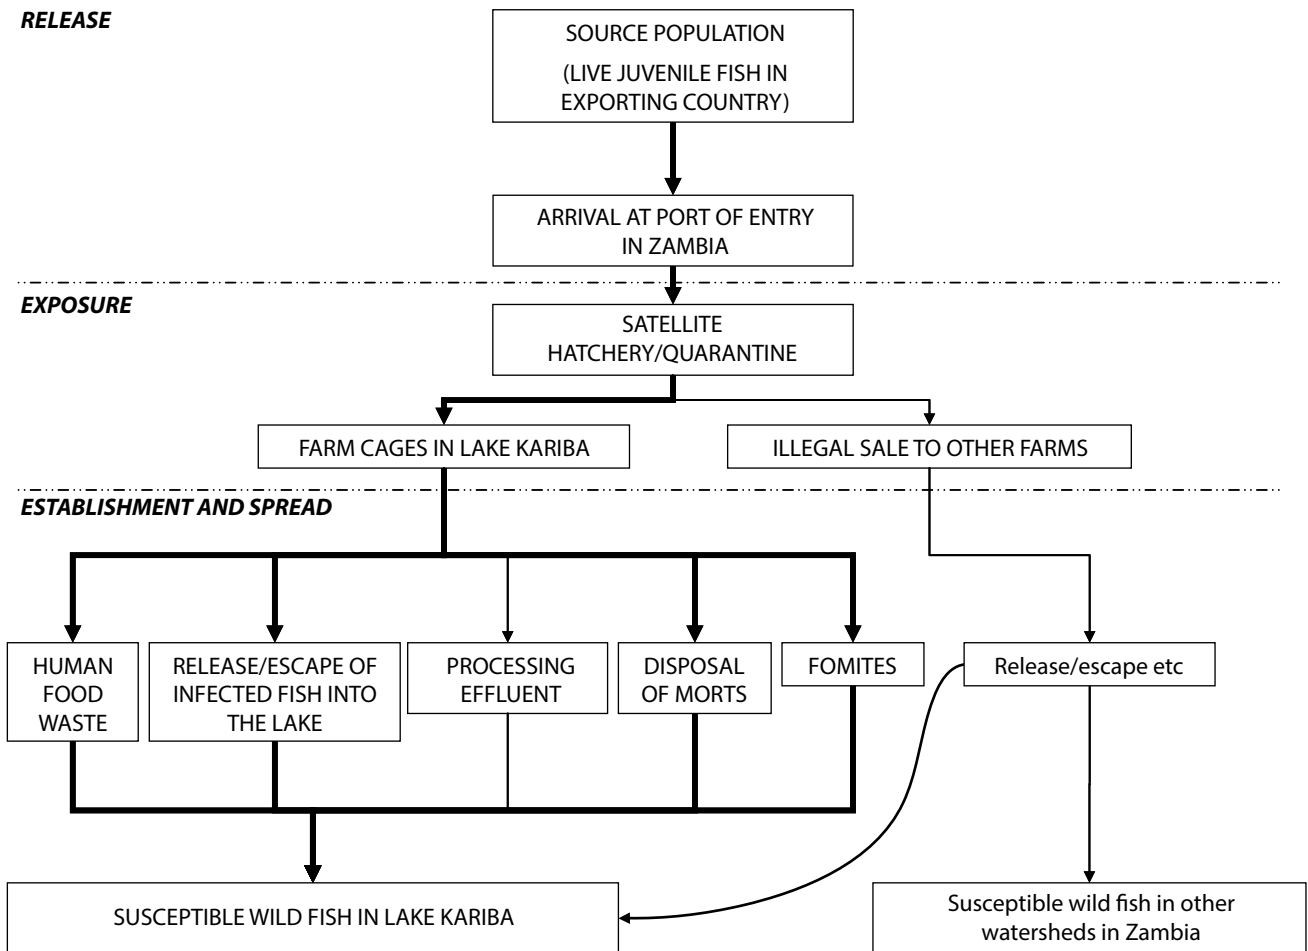 RELEASE
SOURCE POPULATION
(LIVE JUVENILE FISH IN
EXPORTING COUNTRY)
ARRIVAL AT PORT OF ENTRY
IN ZAMBIA
EXPOSURE
SATELLITE
HATCHERY/QUARANTINE
FARM CAGES IN LAKE KARIBA
ILLEGAL SALE TO OTHER FARMS
ESTABLISHMENT AND SPREAD
HUMAN
FOOD
WASTE
RELEASE/ESCAPE OF
INFECTED FISH INTO
THE LAKE
PROCESSING
EFFLUENT
DISPOSAL
OF MORTS
FOMITES
Release/escape etc
SUSCEPTIBLE WILD FISH IN LAKE KARIBA
Susceptible wild fish in other
watersheds in Zambia